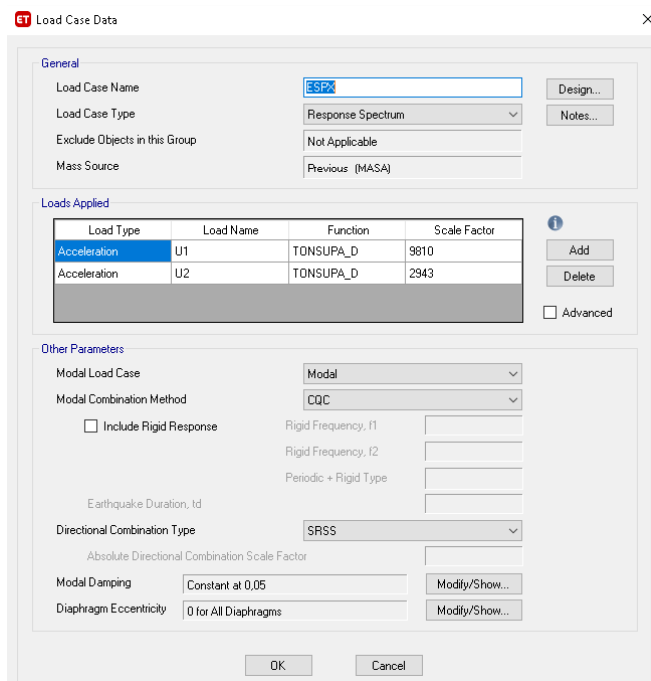 ET Load Case Data
General
Load Case Name ESPX Design...
Load Case Type Response Spectrum Notes...
Exclude Objects in this Group Not Applicable
Mass Source Previous (MASA)
Loads Applied
Load Type Load Name Function Scale Factor
Acceleration U1 TONSUPA_D 9810 Add
Acceleration U2 TONSUPA_D 2943 Delete
Advanced
Other Parameters
Modal Load Case Modal
Modal Combination Method CQC
Include Rigid Response Rigid Frequency, f1
Rigid Frequency, f2
Periodic + Rigid Type
Earthquake Duration, td
Directional Combination Type SRSS
Absolute Directional Combination Scale Factor
Modal Damping Constant at 0,05 Modify/Show...
Diaphragm Eccentricity 0 for All Diaphragms Modify/Show...
OK Cancel